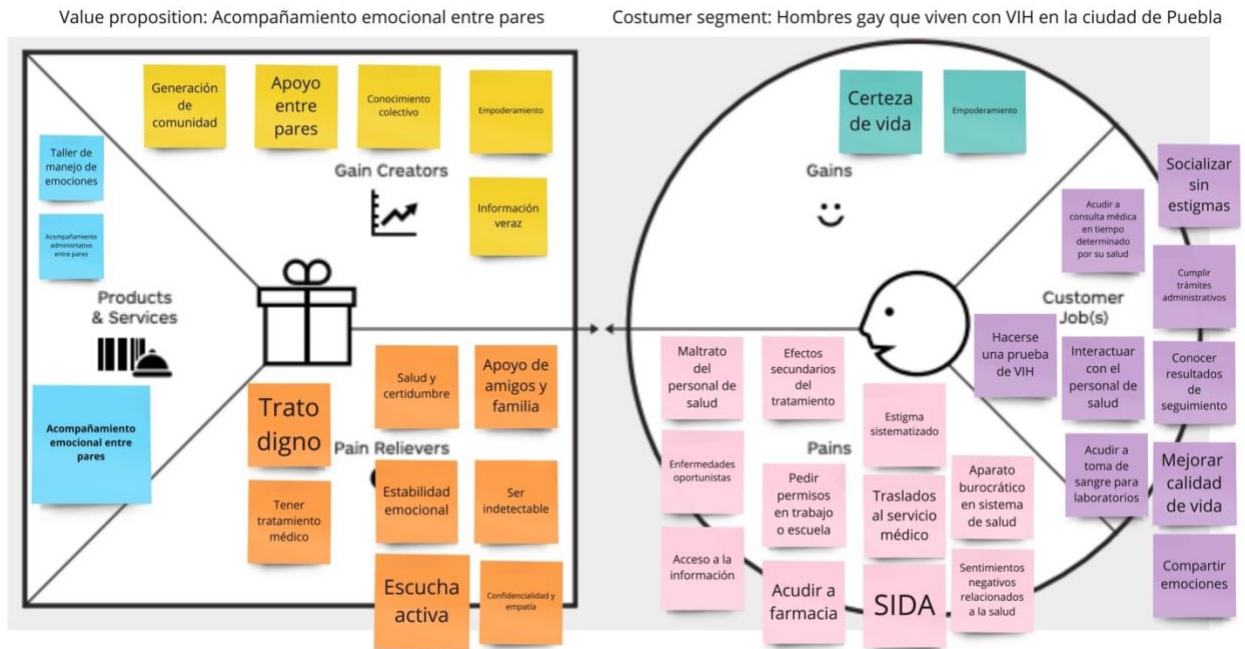 Value proposition: Acompañamiento emocional entre pares
Costumer segment: Hombres gay que viven con VIH en la ciudad de Puebla
Generación
de
comunidad
Apoyo
entre
pares
Conocimiento
colectivo
Empoderamiento
Taller de
manejo de
emociones
Gain Creators
Información
veraz
Acompañamiento
administrativo
entre pares
Products
& Services
Acompañamiento
emocional entre
pares
Salud y
certidumbre
Apoyo de
amigos y
familia
Trato
digno
Pain Relievers
Estabilidad
emocional
Ser
indetectable
Tener
tratamiento
médico
Escucha
activa
Confidencialidad y
empatía
Certeza
de vida
Empoderamiento
Gains
Socializar
sin
estigmas
Acudir a
consulta médica
en tiempo
determinado
por su salud
Cumplir
trámites
administrativos
Customer
Job(s)
Hacerse
una prueba
de VIH
Interactuar
con el
personal de
salud
Conocer
resultados
de
seguimiento
Acudir a
toma de
sangre para
laboratorios
Mejorar
calidad
de vida
Compartir
emociones
Maltrato
del
personal de
salud
Efectos
secundarios
del
tratamiento
Estigma
sistematizado
Pains
Enfermedades
oportunistas
Pedir
permisos
en trabajo
o escuela
Traslados
al servicio
médico
Aparato
burocrático
en sistema
de salud
Acceso a la
información
Acudir a
farmacia
SIDA
Sentimientos
negativos
relacionados
a la salud